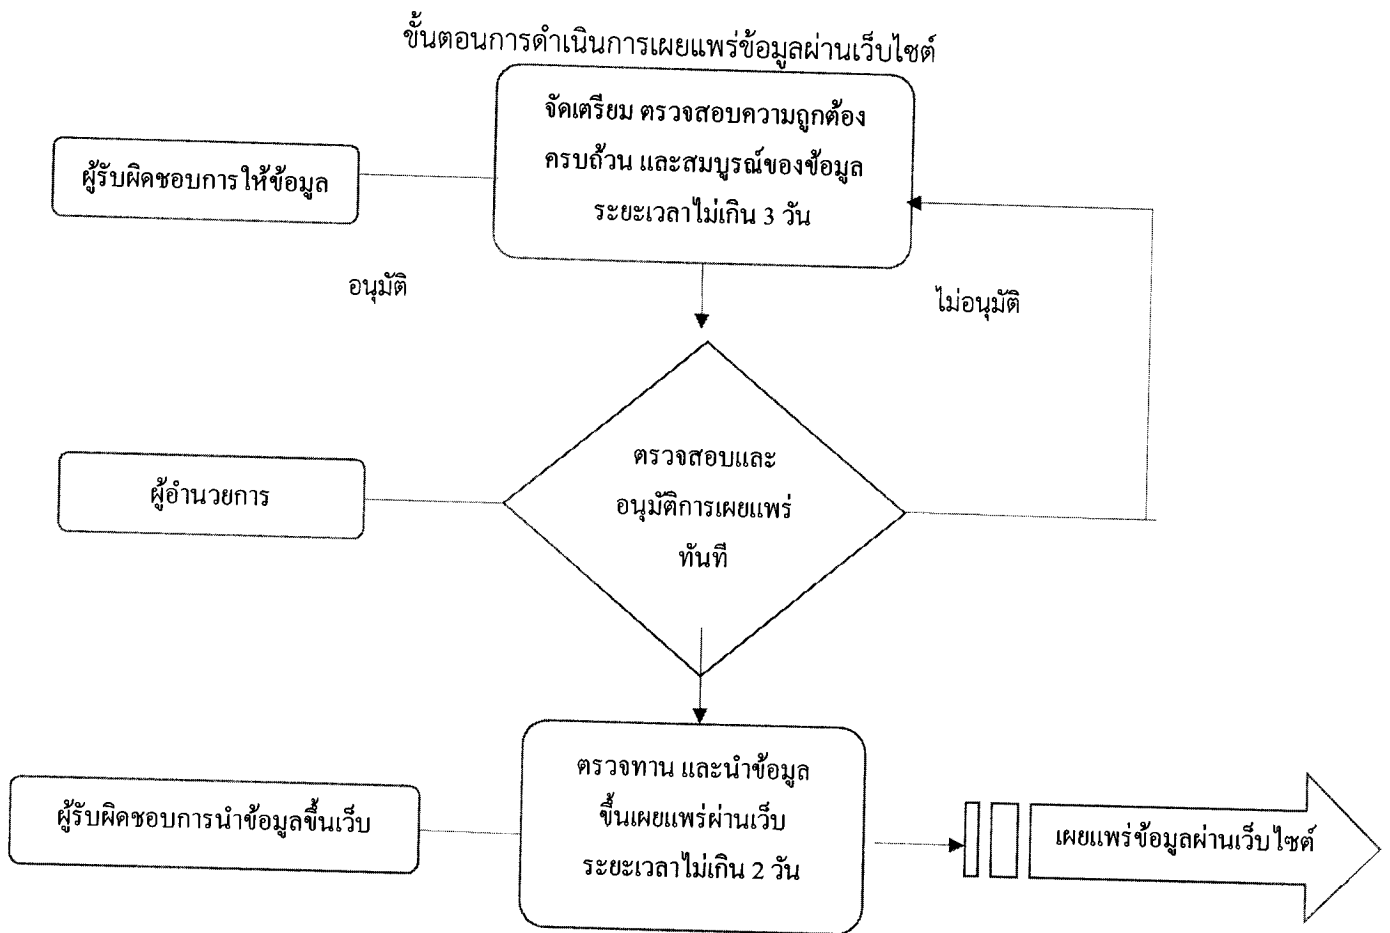 ขั้นตอนการดำเนินการเผยแพร่ข้อมูลผ่านเว็บไซต์
ผู้รับผิดชอบการให้ข้อมูล
จัดเตรียม ตรวจสอบความถูกต้อง
ครบถ้วน และสมบูรณ์ของข้อมูล
ระยะเวลาไม่เกิน 3 วัน
อนุมัติ
ไม่อนุมัติ
ผู้อำนวยการ
ตรวจสอบและ
อนุมัติการเผยแพร่
ทันที
ผู้รับผิดชอบการนำข้อมูลขึ้นเว็บ
ตรวจทาน และนำข้อมูล
ขึ้นเผยแพร่ผ่านเว็บ
ระยะเวลาไม่เกิน 2 วัน
เผยแพร่ข้อมูลผ่านเว็บไซต์